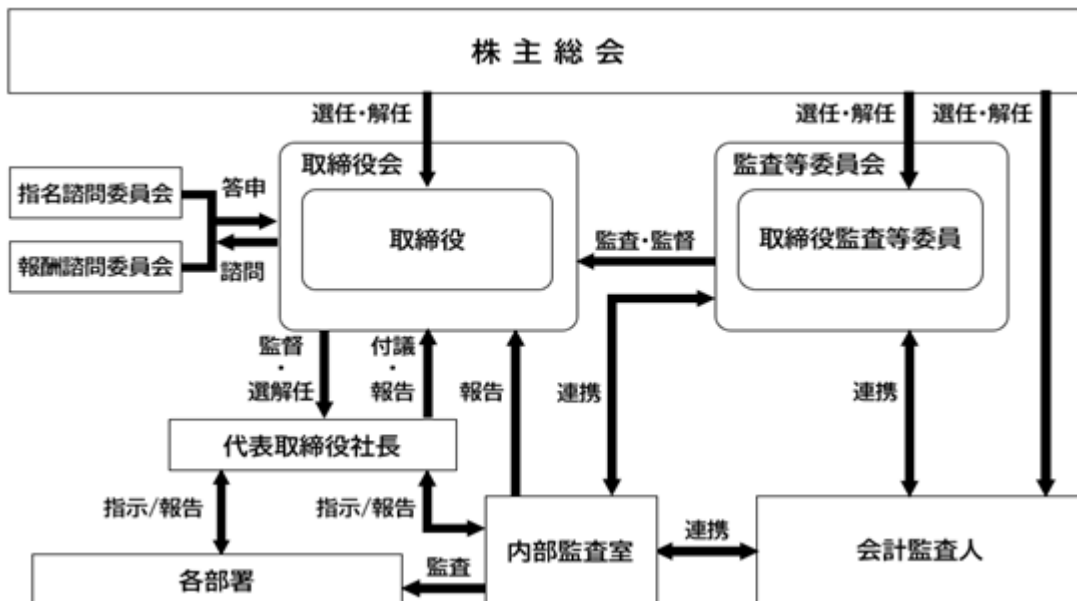 株主総会
選任・解任
選任・解任
選任・解任
取締役会
監査等委員会
指名諮問委員会
答申
取締役
監査・監督
取締役監査等委員
報酬諮問委員会
諮問
監督
・
選解任
付議
・
報告
報告
連携
連携
代表取締役社長
指示/報告
指示/報告
内部監査室
連携
会計監査人
各部署
監査